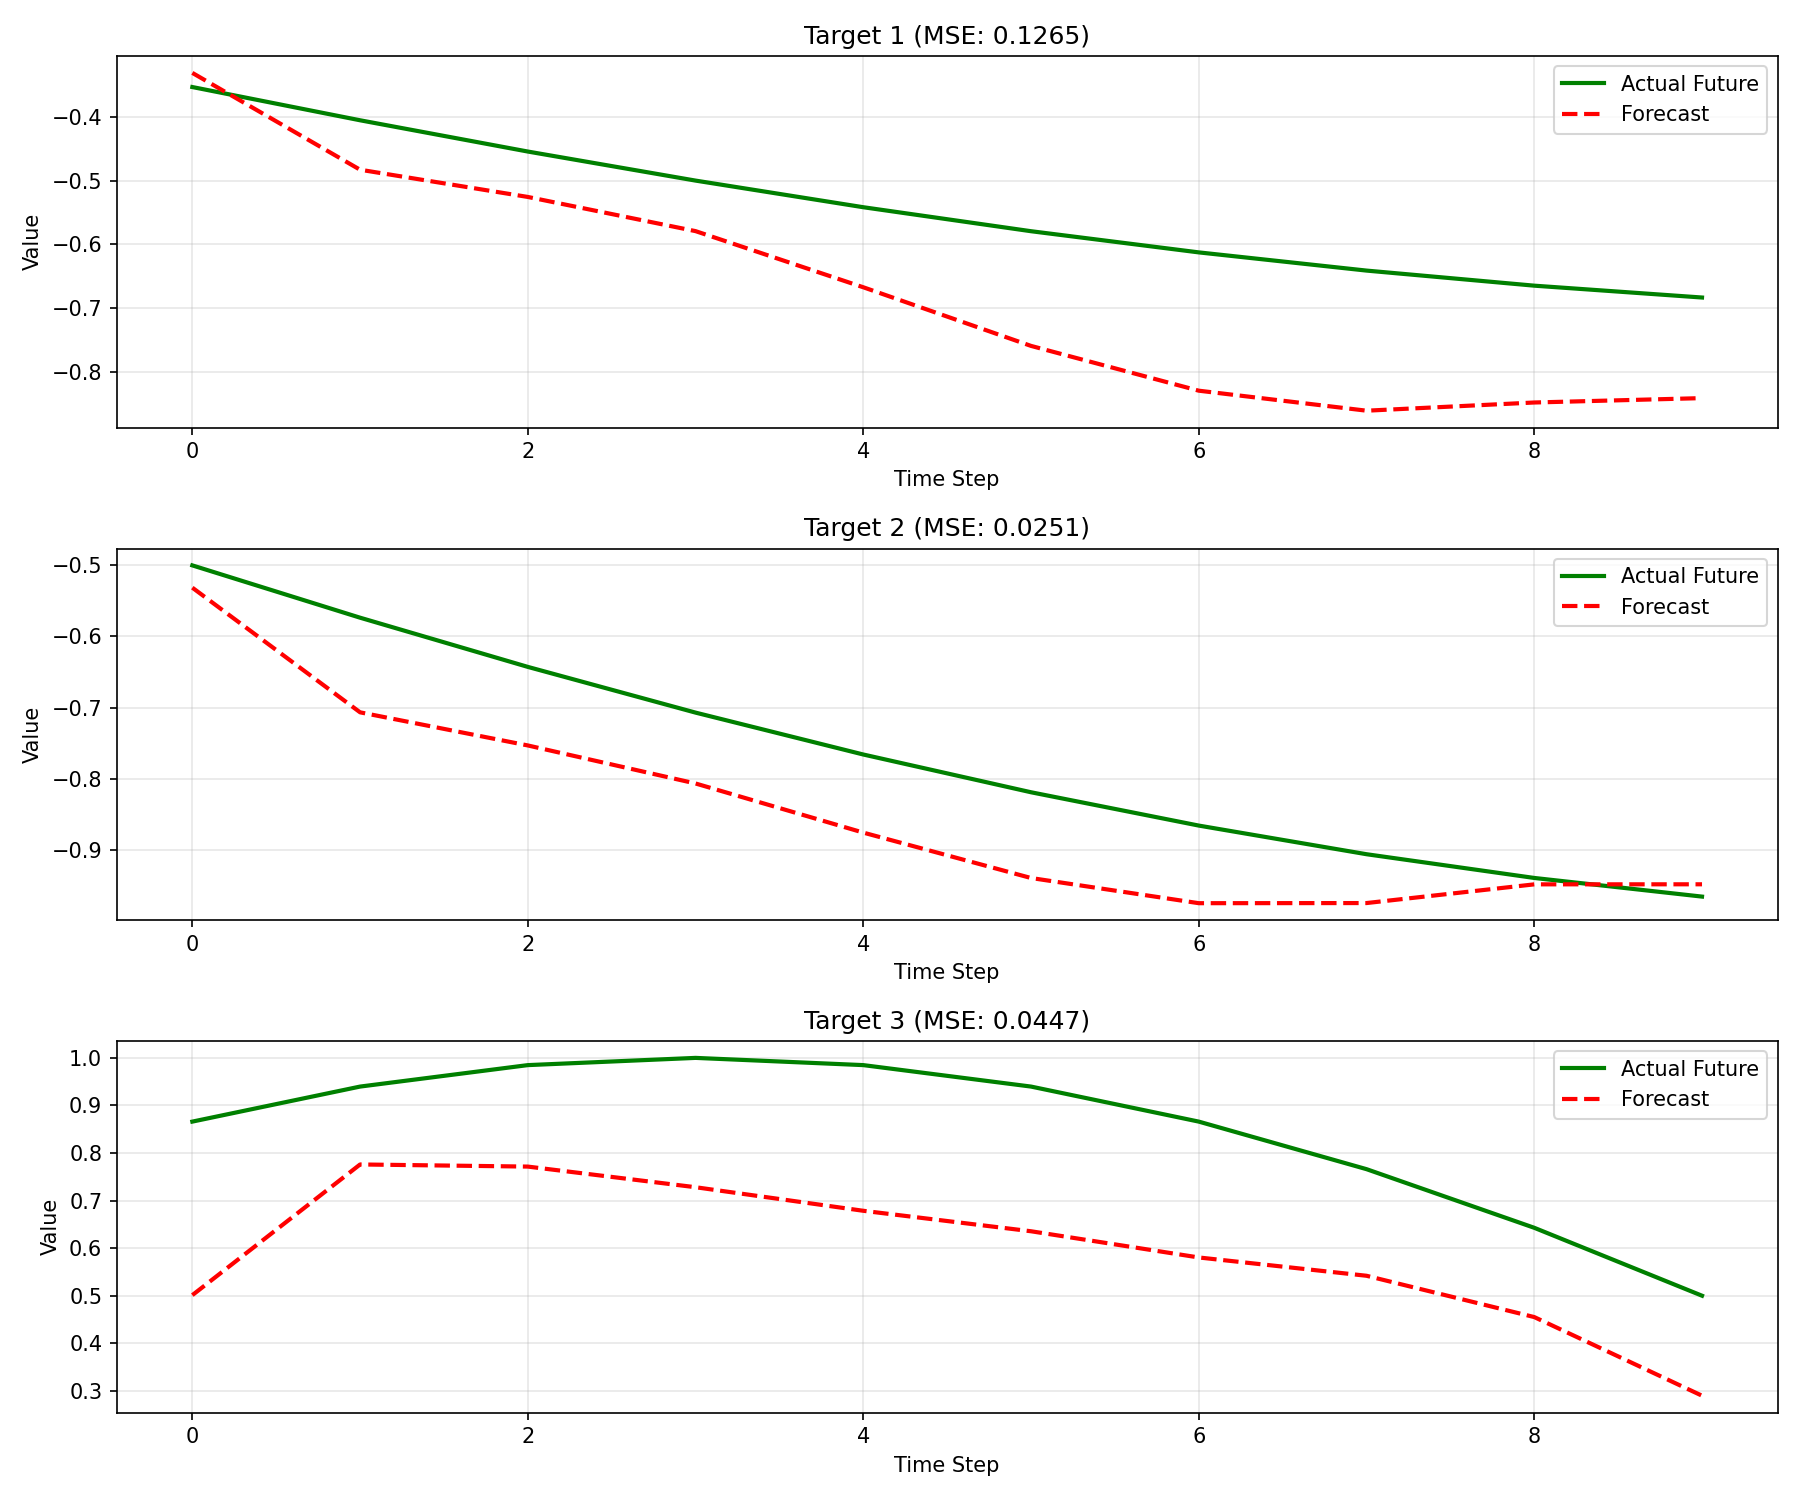 Target 1 (MSE: 0.1265)
Actual Future
Forecast
−0.4
−0.5
−0.6
−0.7
−0.8
Value
0 2 4 6 8
Time Step
Target 2 (MSE: 0.0251)
Actual Future
Forecast
−0.5
−0.6
−0.7
−0.8
−0.9
Value
0 2 4 6 8
Time Step
Target 3 (MSE: 0.0447)
Actual Future
Forecast
1.0
0.9
0.8
0.7
0.6
0.5
0.4
0.3
Value
0 2 4 6 8
Time Step